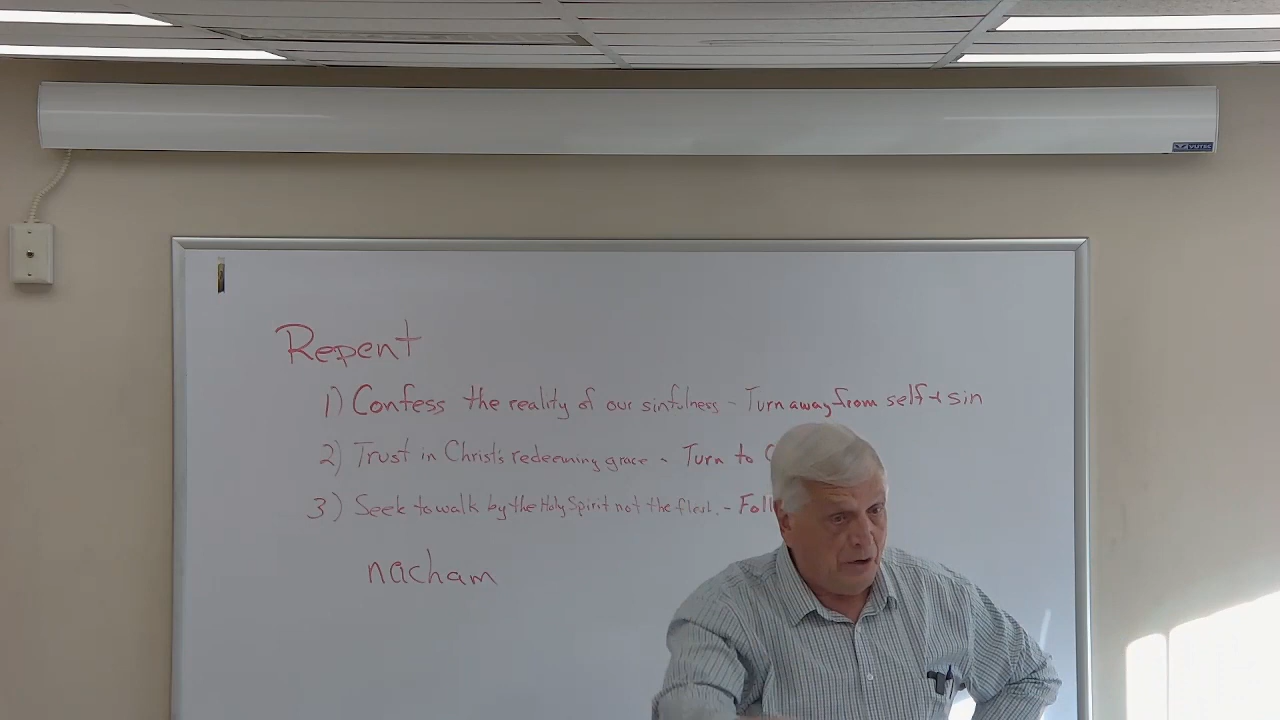 VUTEC
Repent
1) Confess the reality of our sinfulness - Turn away from self & sin
2) Trust in Christ's redeeming grace - Turn to
3) Seek to walk by the Holy Spirit not the flesh. -
nacham